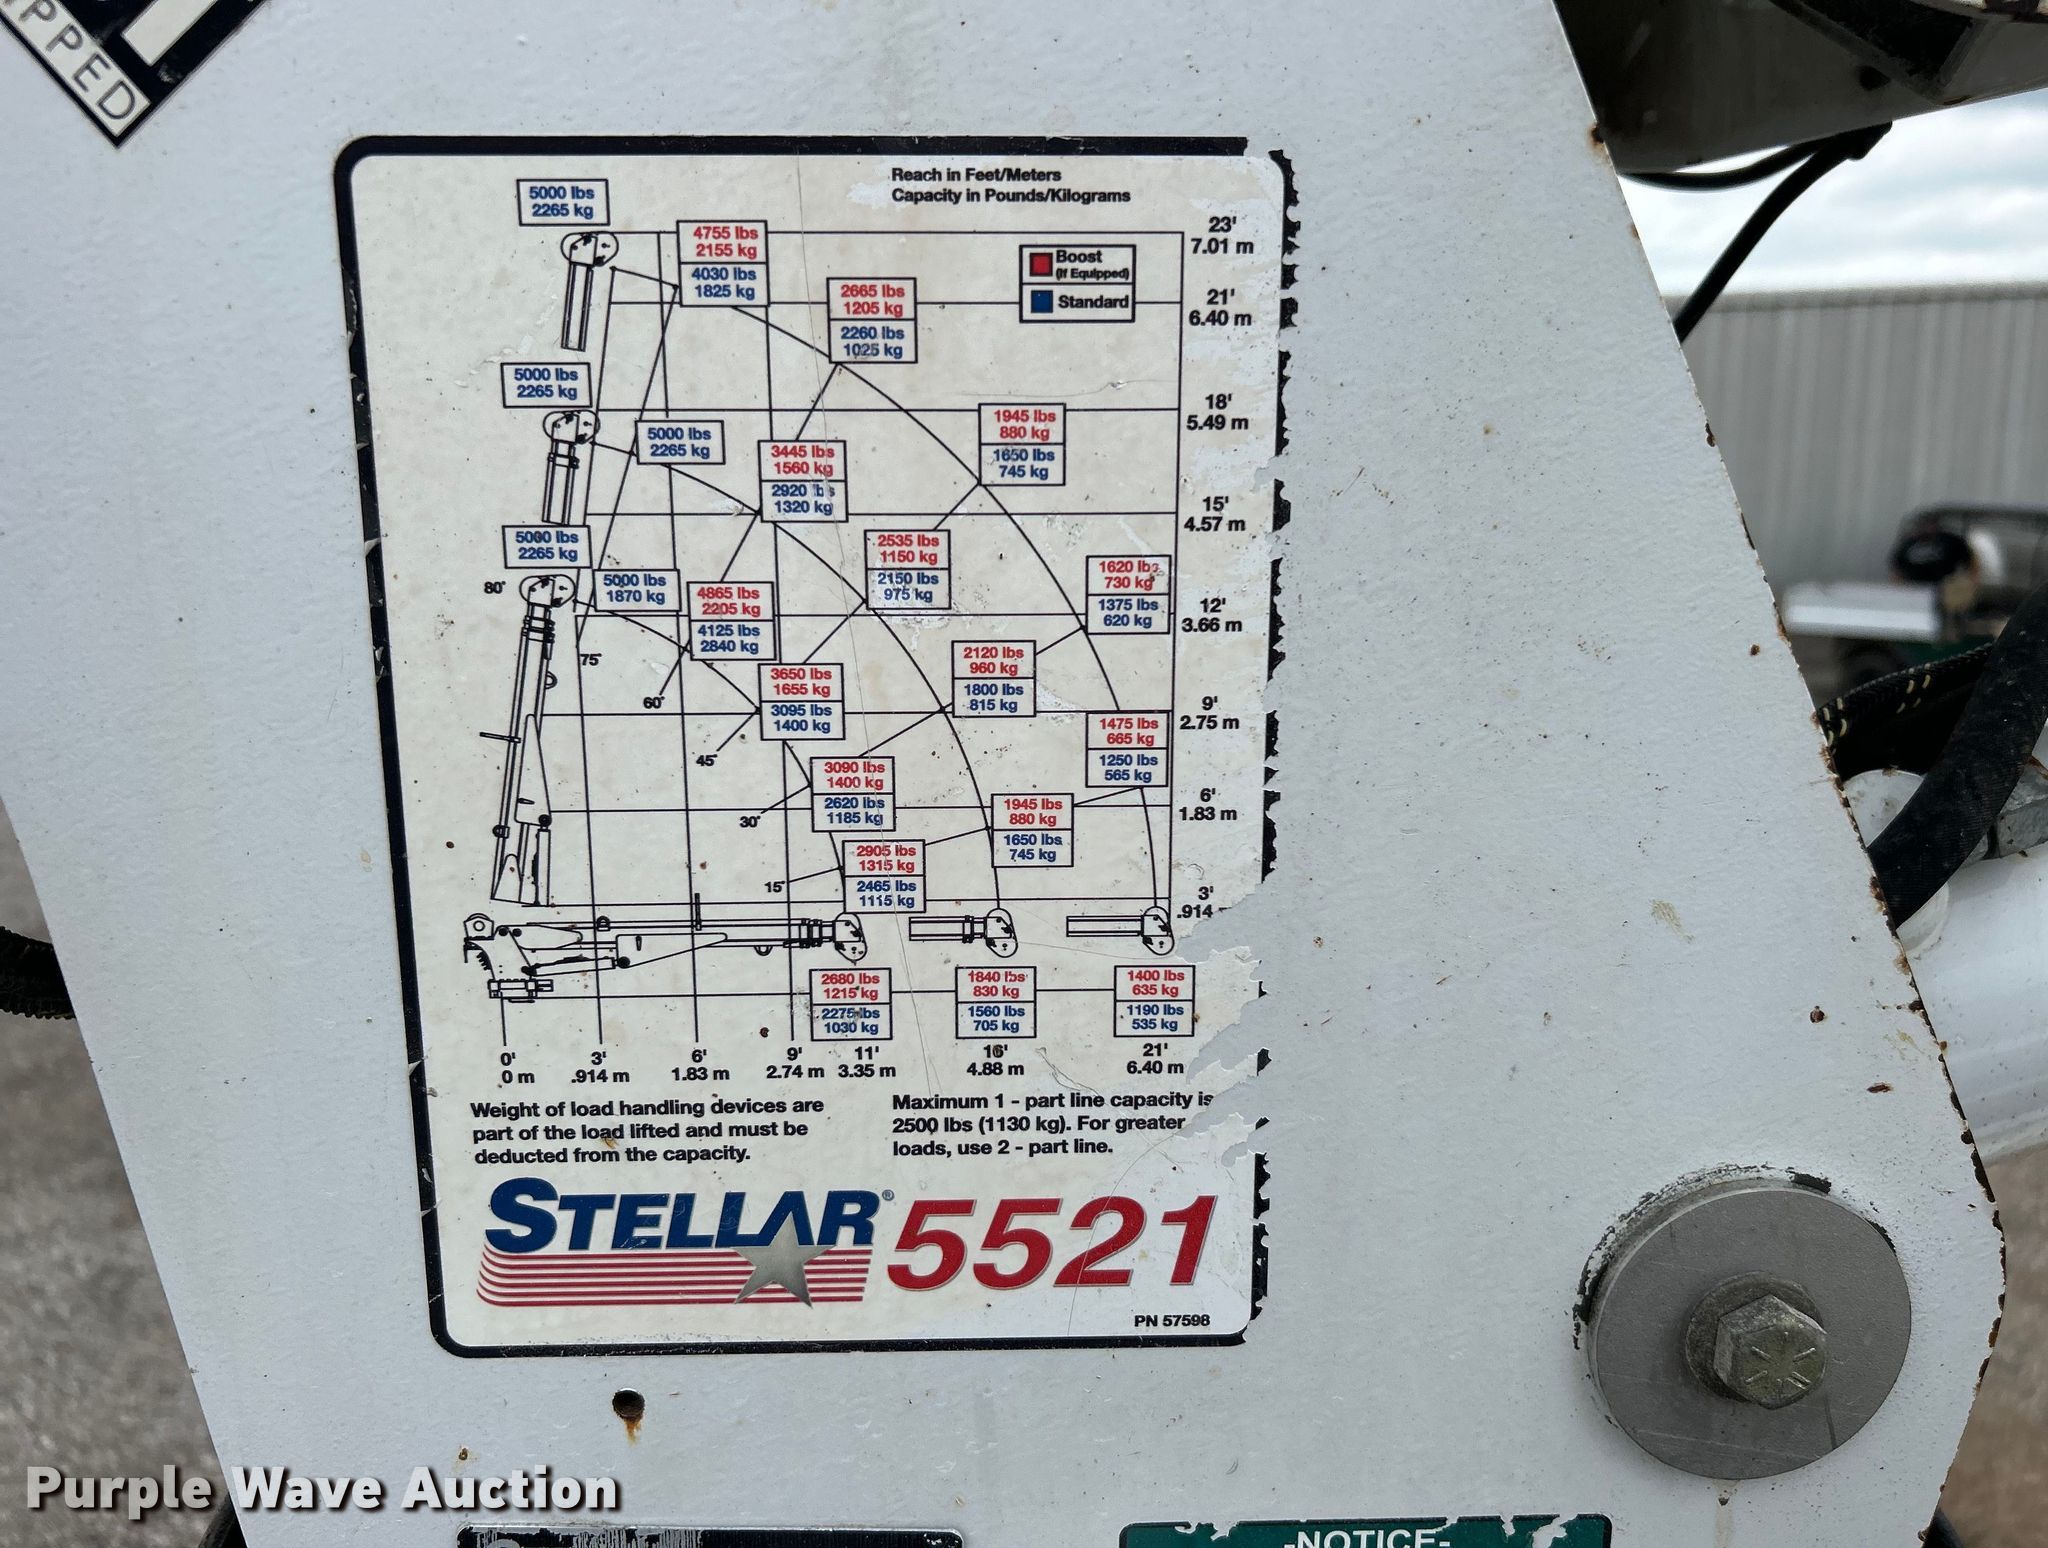 IPPED
Reach in Feet/Meters
Capacity in Pounds/Kilograms
Boost
(If Equipped)
Standard
5000 lbs
2265 kg
4755 lbs
2155 kg
4030 lbs
1825 kg
2665 lbs
1205 kg
2260 lbs
1025 kg
23'
7.01 m
21'
6.40 m
5000 lbs
2265 kg
5000 lbs
2265 kg
3445 lbs
1560 kg
2920 lbs
1320 kg
1945 lbs
880 kg
1650 lbs
745 kg
18'
5.49 m
15'
4.57 m
5000 lbs
2265 kg
80°
5000 lbs
1870 kg
4865 lbs
2205 kg
4125 lbs
2840 kg
2535 lbs
1150 kg
2150 lbs
975 kg
1620 lbs
730 kg
1375 lbs
620 kg
12'
3.66 m
75°
60°
3650 lbs
1655 kg
3095 lbs
1400 kg
2120 lbs
960 kg
1800 lbs
815 kg
9'
2.75 m
45°
1475 lbs
665 kg
1250 lbs
565 kg
3090 lbs
1400 kg
2620 lbs
1185 kg
30°
6'
1.83 m
1945 lbs
880 kg
1650 lbs
745 kg
2905 lbs
1315 kg
2465 lbs
1115 kg
15°
3'
.914
2680 lbs
1215 kg
2275 lbs
1030 kg
1840 lbs
830 kg
1560 lbs
705 kg
1400 lbs
635 kg
1190 lbs
535 kg
0' 3' 6' 9' 11' 16' 21'
0 m .914 m 1.83 m 2.74 m 3.35 m 4.88 m 6.40 m
Weight of load handling devices are
part of the load lifted and must be
deducted from the capacity.
Maximum 1 - part line capacity is
2500 lbs (1130 kg). For greater
loads, use 2 - part line.
STELLAR® 5521
PN 57598
Purple Wave Auction
-NOTICE-